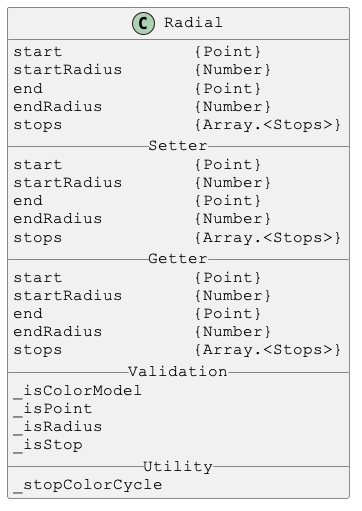 C Radial
start {Point}
startRadius {Number}
end {Point}
endRadius {Number}
stops {Array.<Stops>}
Setter
start {Point}
startRadius {Number}
end {Point}
endRadius {Number}
stops {Array.<Stops>}
Getter
start {Point}
startRadius {Number}
end {Point}
endRadius {Number}
stops {Array.<Stops>}
Validation
_isColorModel
_isPoint
_isRadius
_isStop
Utility
_stopColorCycle